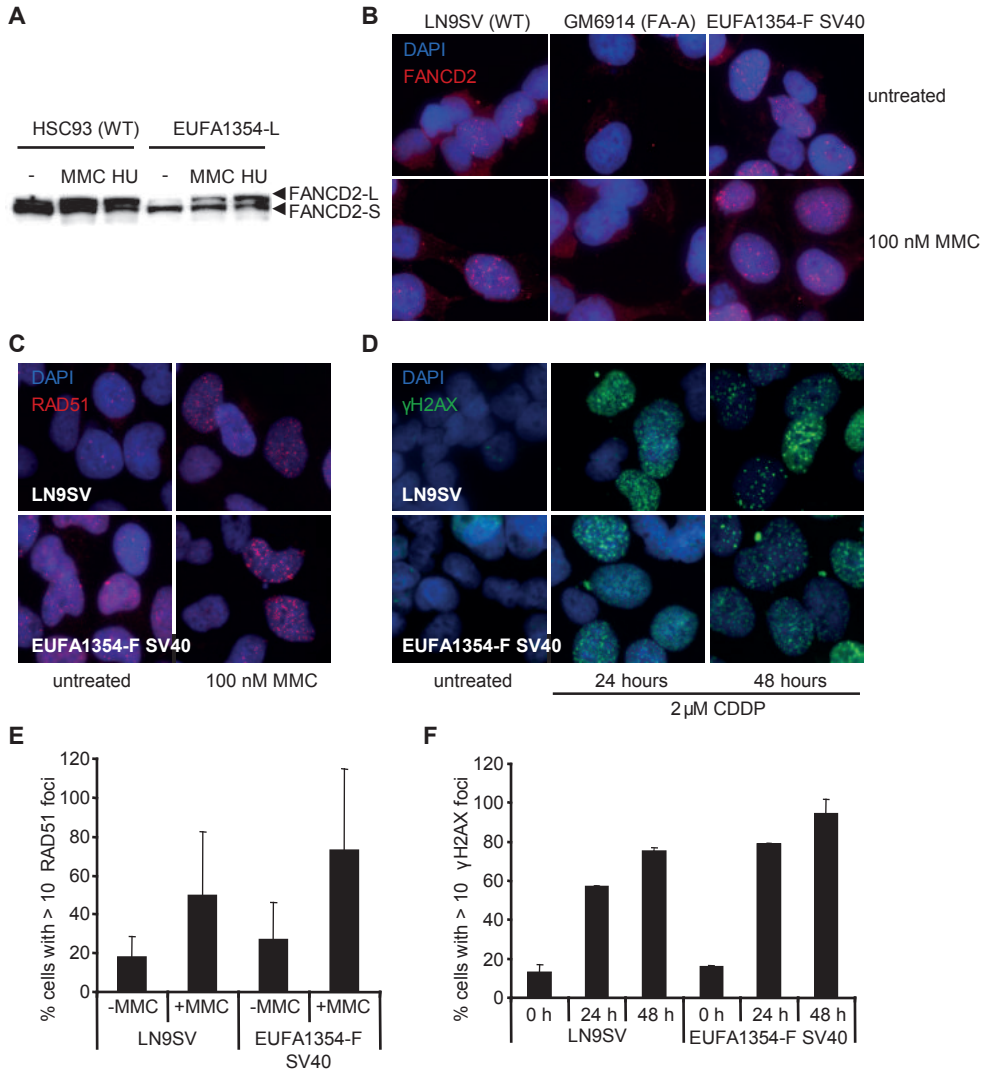 A
HSC93 (WT) EUFA1354-L
- MMC HU - MMC HU
FANCD2-L
FANCD2-S
B
LN9SV (WT) GM6914 (FA-A) EUFA1354-F SV40
DAPI
FANCD2
untreated
100 nM MMC
C
DAPI
RAD51
LN9SV
EUFA1354-F SV40
untreated 100 nM MMC
D
DAPI
γH2AX
LN9SV
EUFA1354-F SV40
untreated 24 hours 48 hours
2 µM CDDP
E
% cells with > 10 RAD51 foci
120
100
80
60
40
20
0
-MMC +MMC -MMC +MMC
LN9SV EUFA1354-F
SV40
F
% cells with > 10 γH2AX foci
120
100
80
60
40
20
0
0 h 24 h 48 h 0 h 24 h 48 h
LN9SV EUFA1354-F SV40